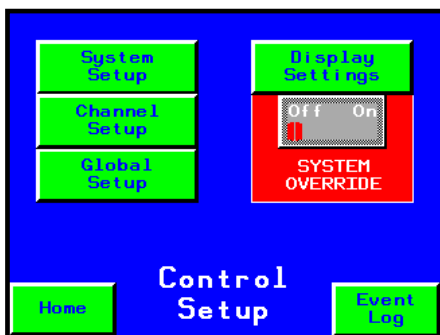 System
Setup
Display
Settings
Channel
Setup
Off On
Global
Setup
SYSTEM
OVERRIDE
Control
Setup
Home
Event
Log